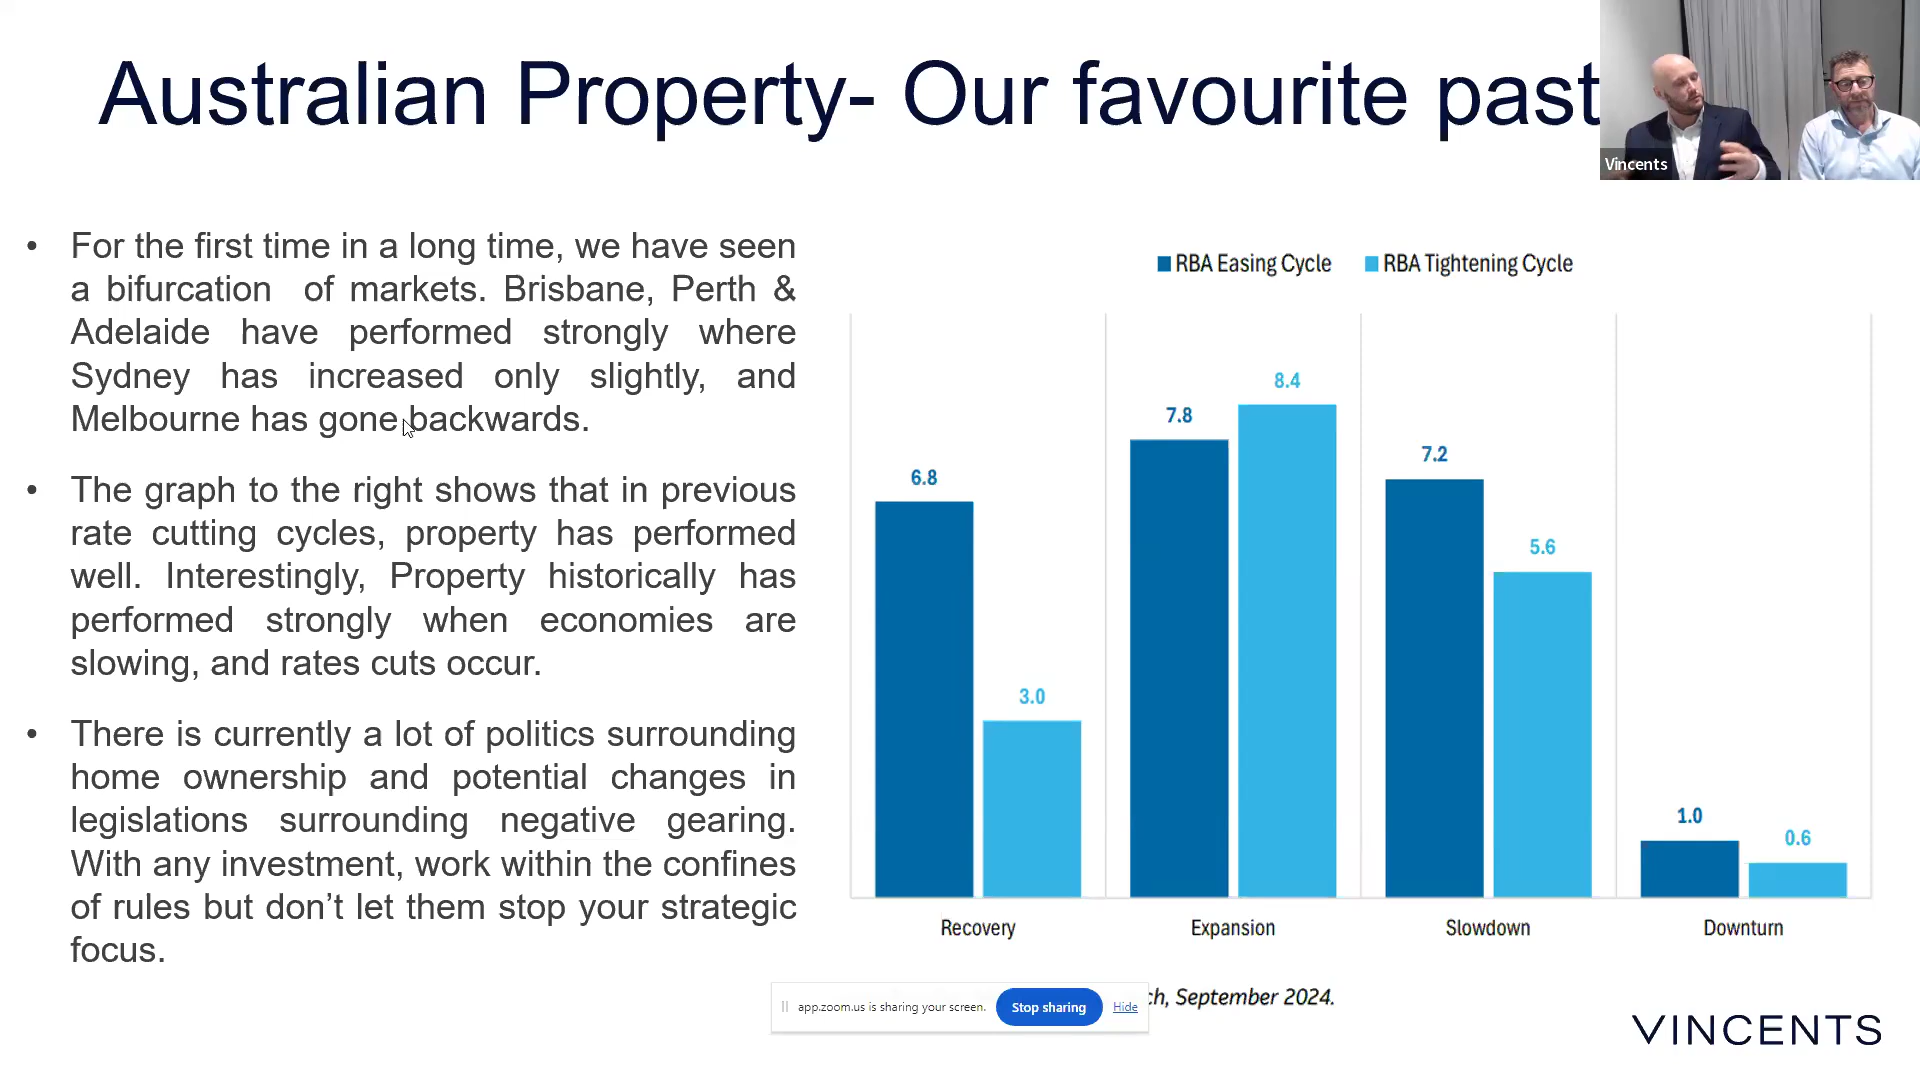 Australian Property- Our favourite past
Vincents
• For the first time in a long time, we have seen
a bifurcation of markets. Brisbane, Perth &
Adelaide have performed strongly where
Sydney has increased only slightly, and
Melbourne has gone backwards.
• The graph to the right shows that in previous
rate cutting cycles, property has performed
well. Interestingly, Property historically has
performed strongly when economies are
slowing, and rates cuts occur.
• There is currently a lot of politics surrounding
home ownership and potential changes in
legislations surrounding negative gearing.
With any investment, work within the confines
of rules but don’t let them stop your strategic
focus.
RBA Easing Cycle RBA Tightening Cycle
6.8 3.0 7.8 8.4 7.2 5.6 1.0 0.6
Recovery Expansion Slowdown Downturn
ch, September 2024.
app.zoom.us is sharing your screen. Stop sharing Hide
VINCENTS